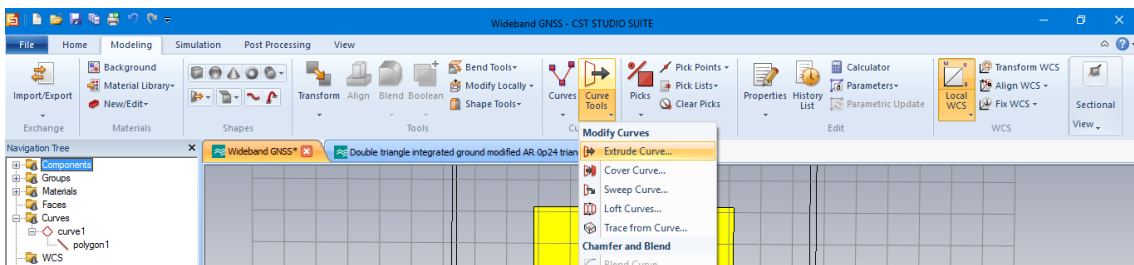 Wideband GNSS - CST STUDIO SUITE
File Home Modeling Simulation Post Processing View
Import/Export
Exchange
Background
Material Library
New/Edit
Materials
Shapes
Transform Align Blend Boolean
Bend Tools
Modify Locally
Shape Tools
Tools
Curves
Curve Tools
Cu
Picks
Pick Points
Pick Lists
Clear Picks
Properties
History List
Calculator
Parameters
Parametric Update
Edit
Local WCS
Transform WCS
Align WCS
Fix WCS
WCS
Sectional View
Navigation Tree
Components
Groups
Materials
Faces
Curves
curve1
polygon1
WCS
Wideband GNSS*
Double triangle integrated ground modified AR 0p24 trian
Modify Curves
Extrude Curve...
Cover Curve...
Sweep Curve...
Loft Curves...
Trace from Curve...
Chamfer and Blend
Blend Curve